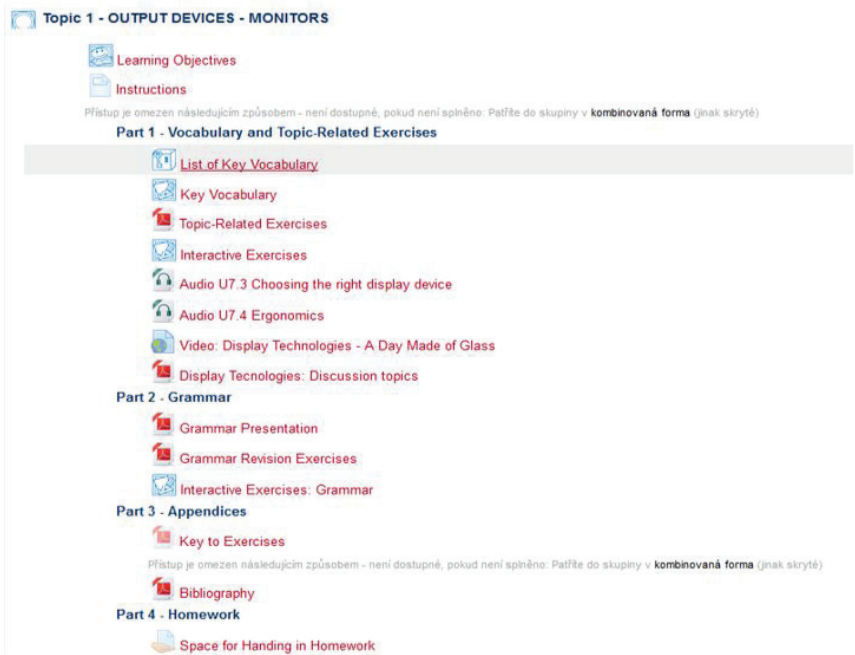 Topic 1 - OUTPUT DEVICES - MONITORS
Learning Objectives
Instructions
Přístup je omezen následujícím způsobem - není dostupné, pokud není splněno: Patříte do skupiny v kombinovaná forma (jinak skryté)
Part 1 - Vocabulary and Topic-Related Exercises
List of Key Vocabulary
Key Vocabulary
Topic-Related Exercises
Interactive Exercises
Audio U7.3 Choosing the right display device
Audio U7.4 Ergonomics
Video: Display Technologies - A Day Made of Glass
Display Tecnologies: Discussion topics
Part 2 - Grammar
Grammar Presentation
Grammar Revision Exercises
Interactive Exercises: Grammar
Part 3 - Appendices
Key to Exercises
Přístup je omezen následujícím způsobem - není dostupné, pokud není splněno: Patříte do skupiny v kombinovaná forma (jinak skryté)
Bibliography
Part 4 - Homework
Space for Handing in Homework